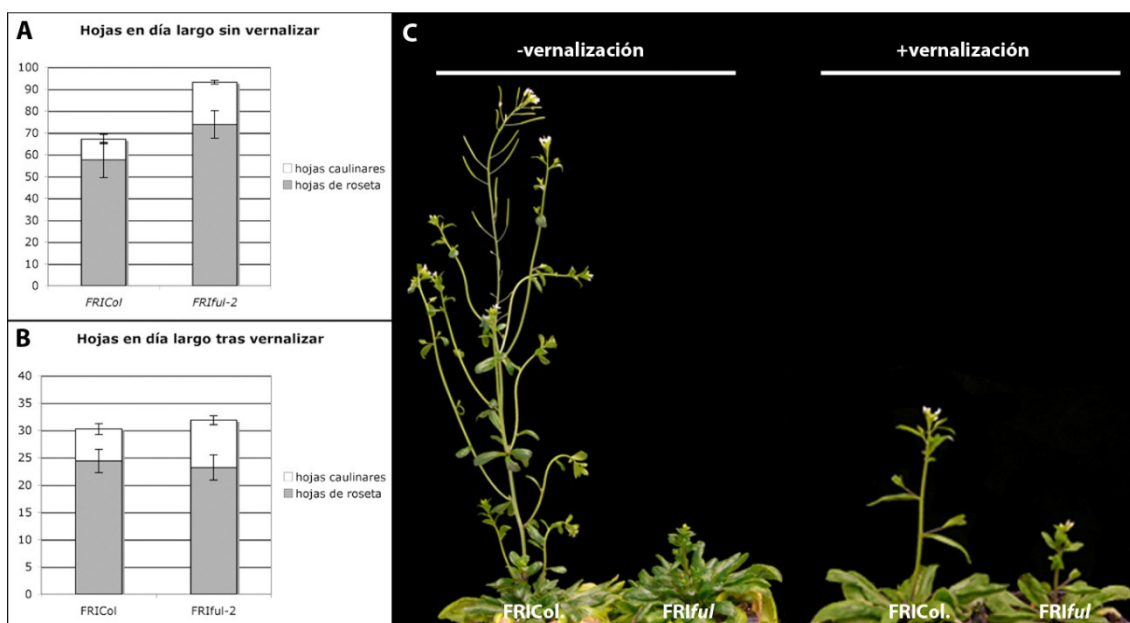 A
Hojas en día largo sin vernalizar
100
90
80
70
60
50
40
30
20
10
0
hojas caulinares
hojas de roseta
FRICol
FRIful-2
B
Hojas en día largo tras vernalizar
40
35
30
25
20
15
10
5
0
hojas caulinares
hojas de roseta
FRICol
FRIful-2
C
-vernalización
+vernalización
FRICol.
FRIful
FRICol.
FRIful